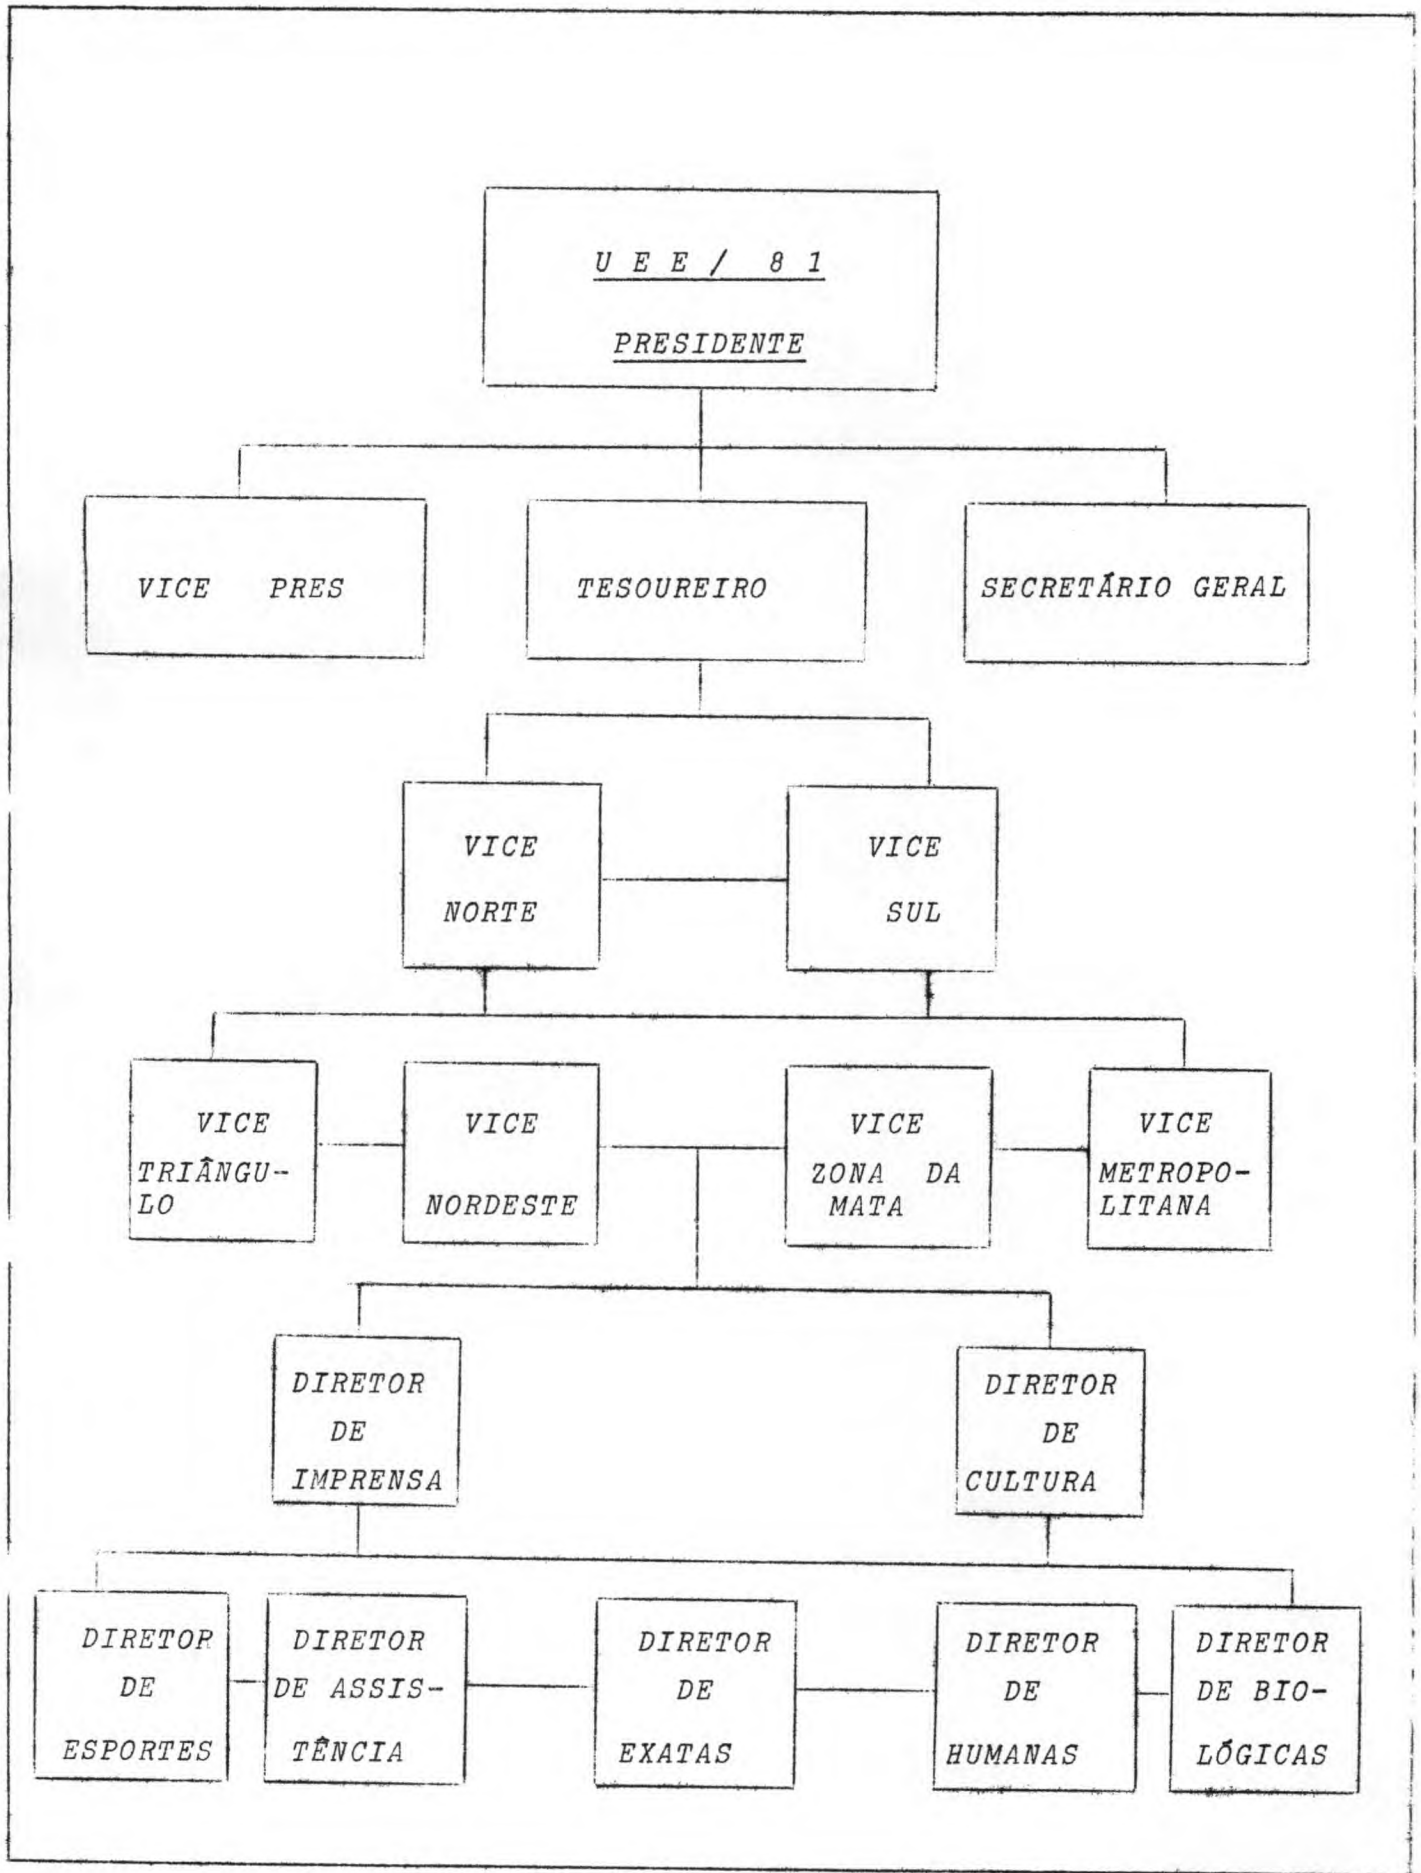 U E E / 8 1
PRESIDENTE
VICE PRES
TESOUREIRO
SECRETÁRIO GERAL
VICE
NORTE
VICE
SUL
VICE
TRIÂNGU-
LO
VICE
NORDESTE
VICE
ZONA DA
MATA
VICE
METROPO-
LITANA
DIRETOR
DE
IMPRENSA
DIRETOR
DE
CULTURA
DIRETOR
DE
ESPORTES
DIRETOR
DE ASSIS-
TÊNCIA
DIRETOR
DE
EXATAS
DIRETOR
DE
HUMANAS
DIRETOR
DE BIO-
LÓGICAS